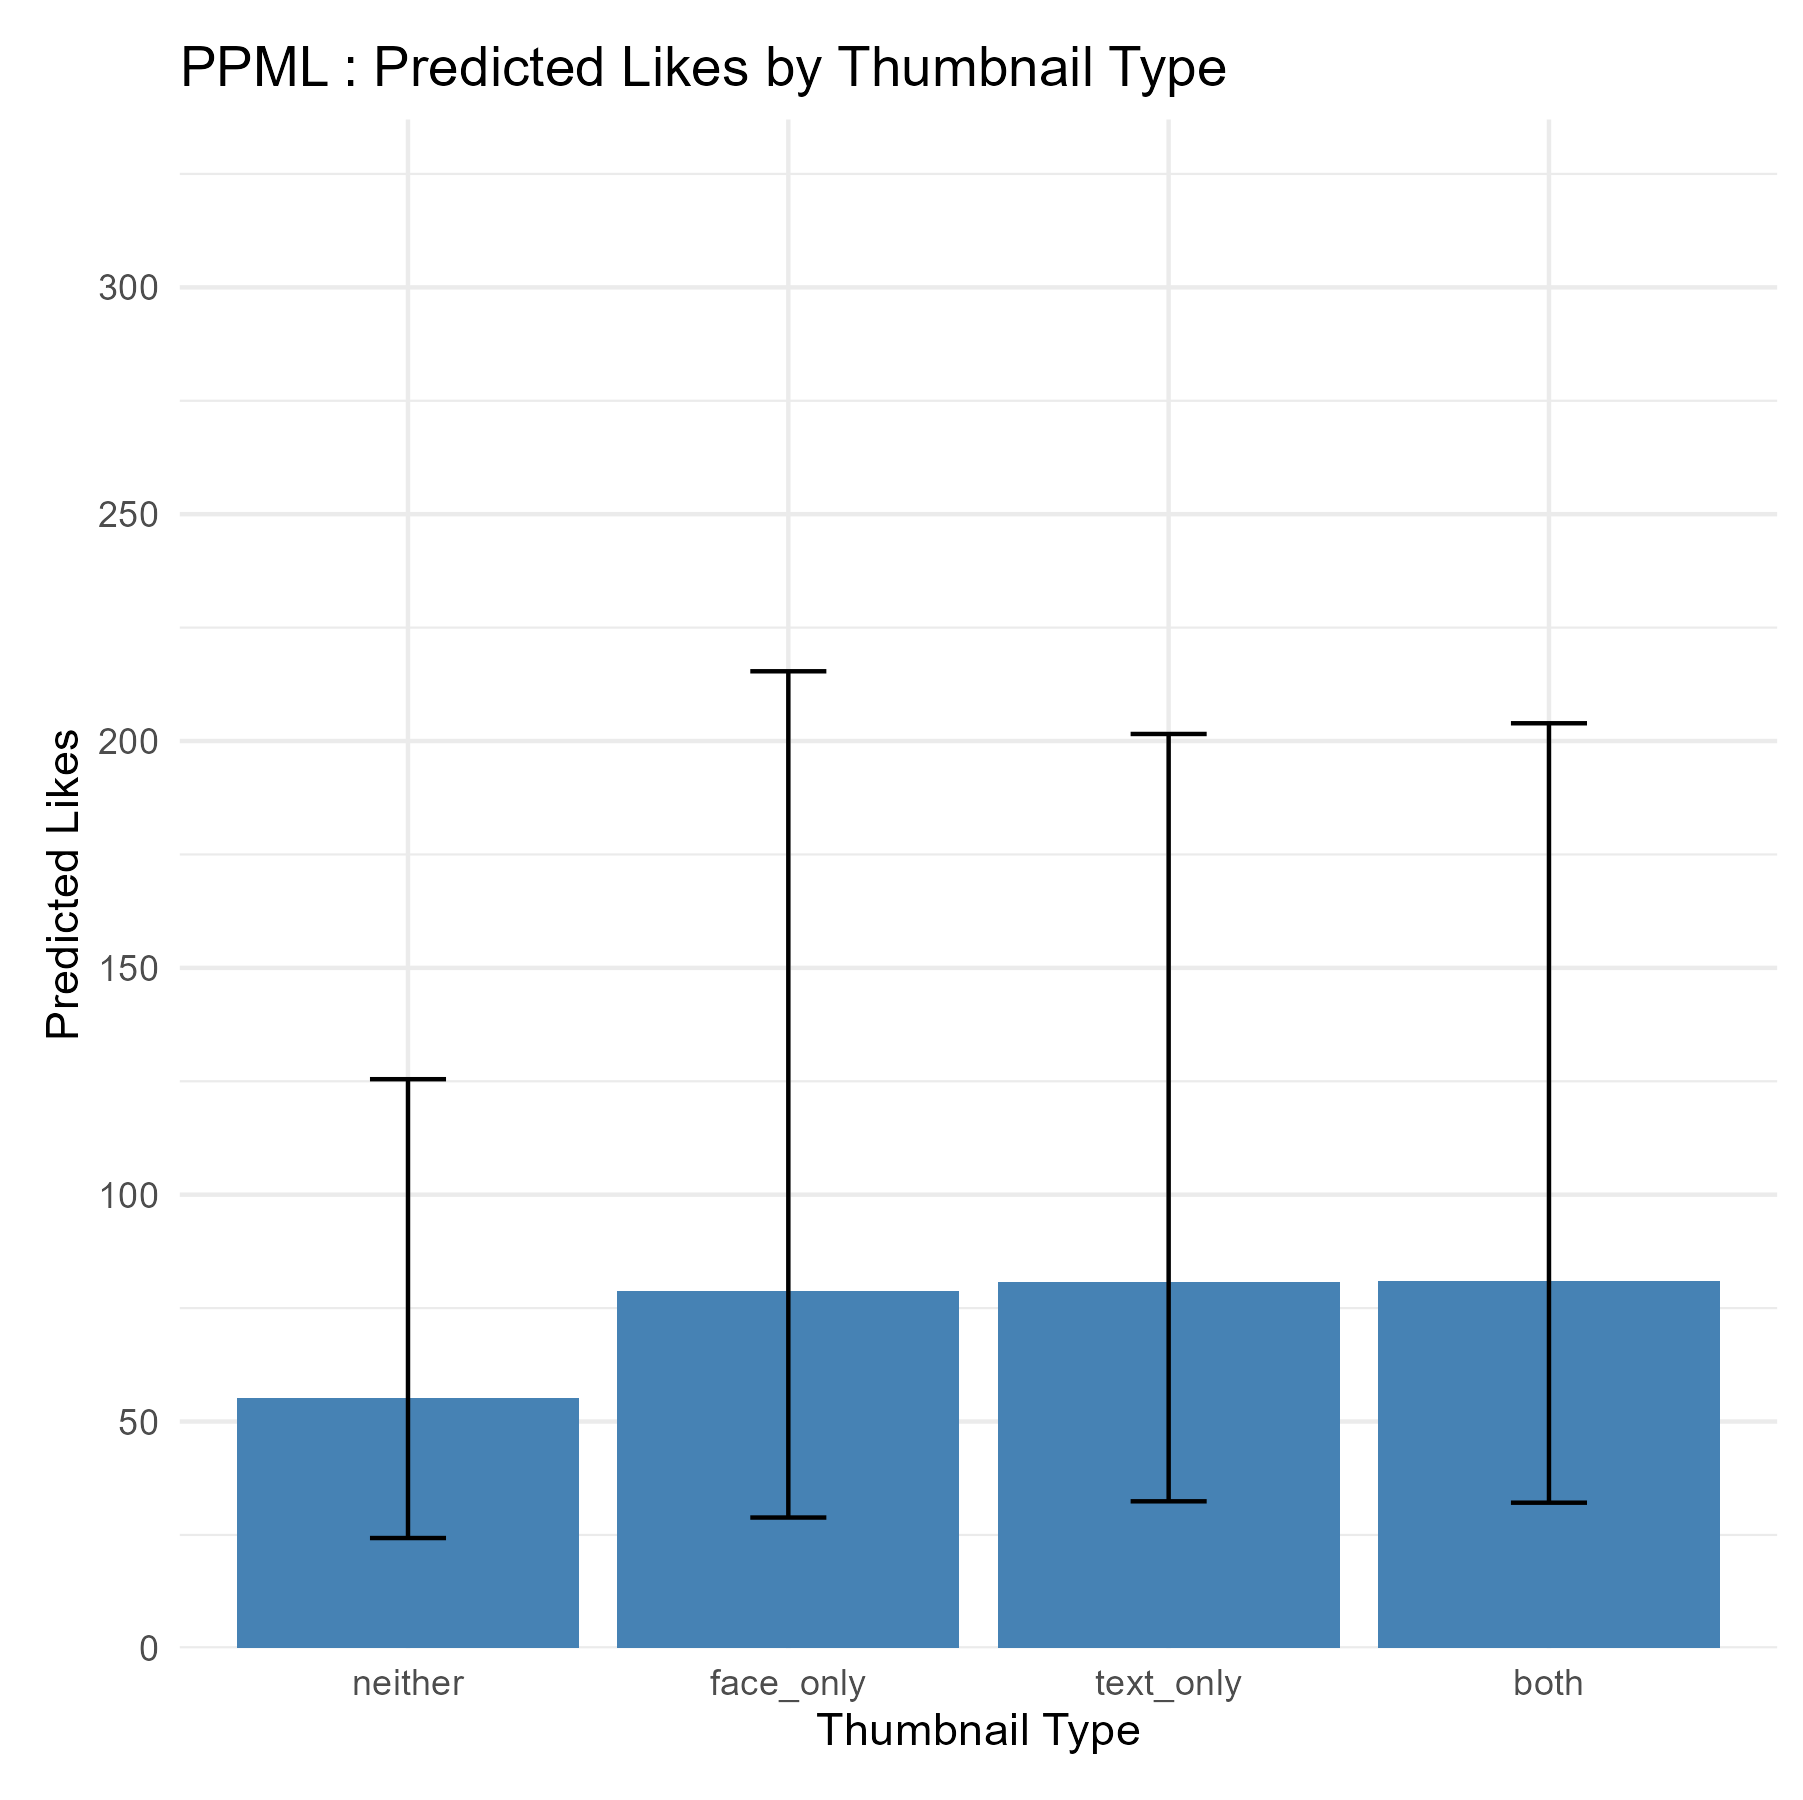 PPML : Predicted Likes by Thumbnail Type
Predicted Likes
300
250
200
150
100
50
0
neither face_only text_only both
Thumbnail Type